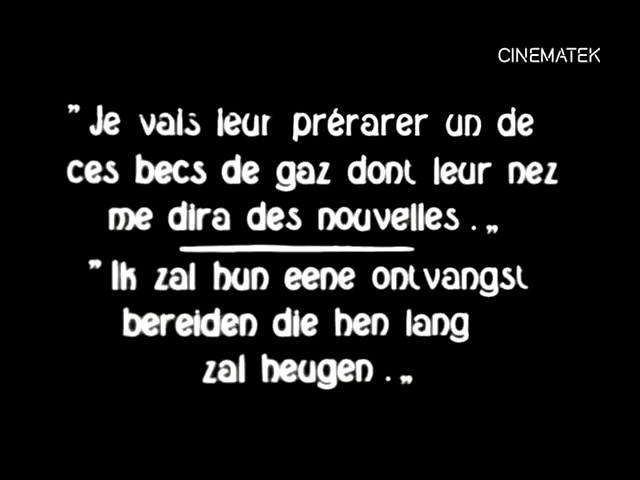 CINEMATEK
" Je vais leur prérarer un de
ces becs de gaz dont leur nez
me dira des nouvelles . „
" Ik zal hun eene ontvangst
bereiden die hen lang
zal heugen . „